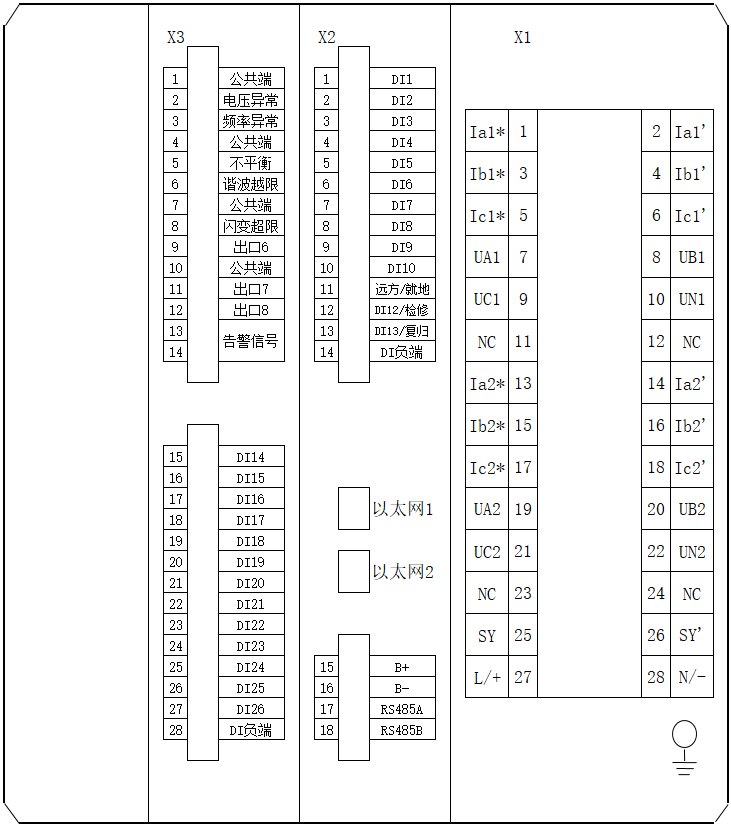 X3
1 公共端
2 电压异常
3 频率异常
4 公共端
5 不平衡
6 谐波越限
7 公共端
8 闪变超限
9 出口6
10 公共端
11 出口7
12 出口8
13
告警信号
14
15 DI14
16 DI15
17 DI16
18 DI17
19 DI18
20 DI19
21 DI20
22 DI21
23 DI22
24 DI23
25 DI24
26 DI25
27 DI26
28 DI负端
X2
1 DI1
2 DI2
3 DI3
4 DI4
5 DI5
6 DI6
7 DI7
8 DI8
9 DI9
10 DI10
11 远方/就地
12 DI12/检修
13 DI13/复归
14 DI负端
以太网1
以太网2
15 B+
16 B-
17 RS485A
18 RS485B
X1
Ia1* 1 2 Ia1'
Ib1* 3 4 Ib1'
Ic1* 5 6 Ic1'
UA1 7 8 UB1
UC1 9 10 UN1
NC 11 12 NC
Ia2* 13 14 Ia2'
Ib2* 15 16 Ib2'
Ic2* 17 18 Ic2'
UA2 19 20 UB2
UC2 21 22 UN2
NC 23 24 NC
SY 25 26 SY'
L/+ 27 28 N/-